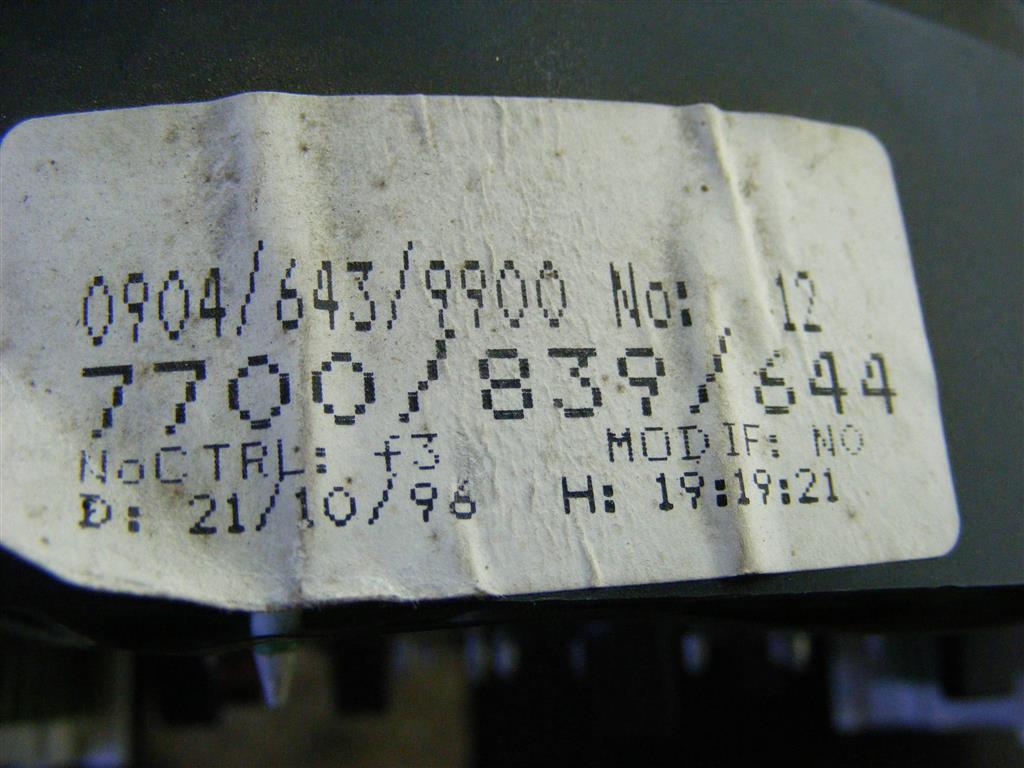 0904/643/9900 No: 12
7700/839/644
NoCTRL: f3 MODIF: NO
D: 21/10/96 H: 19:19:21